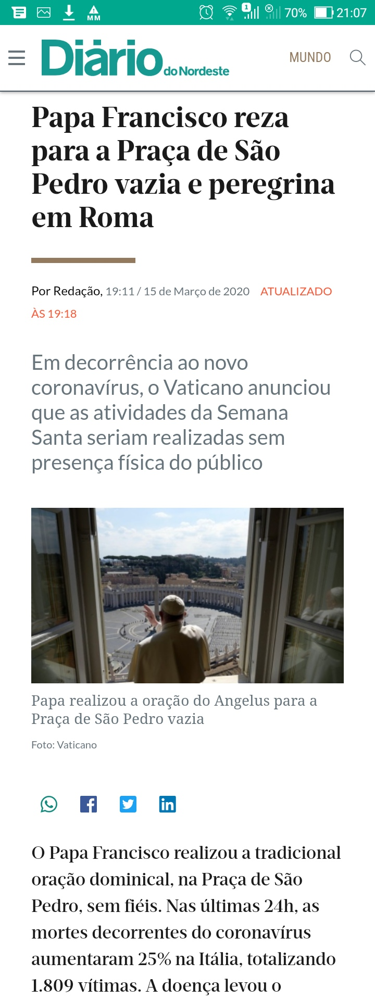 MM
1
70%
21:07
Diário do Nordeste
MUNDO
Papa Francisco reza
para a Praça de São
Pedro vazia e peregrina
em Roma
Por Redação, 19:11 / 15 de Março de 2020 ATUALIZADO
ÀS 19:18
Em decorrência ao novo
coronavírus, o Vaticano anunciou
que as atividades da Semana
Santa seriam realizadas sem
presença física do público
Papa realizou a oração do Angelus para a
Praça de São Pedro vazia
Foto: Vaticano
O Papa Francisco realizou a tradicional
oração dominical, na Praça de São
Pedro, sem fiéis. Nas últimas 24h, as
mortes decorrentes do coronavírus
aumentaram 25% na Itália, totalizando
1.809 vítimas. A doença levou o